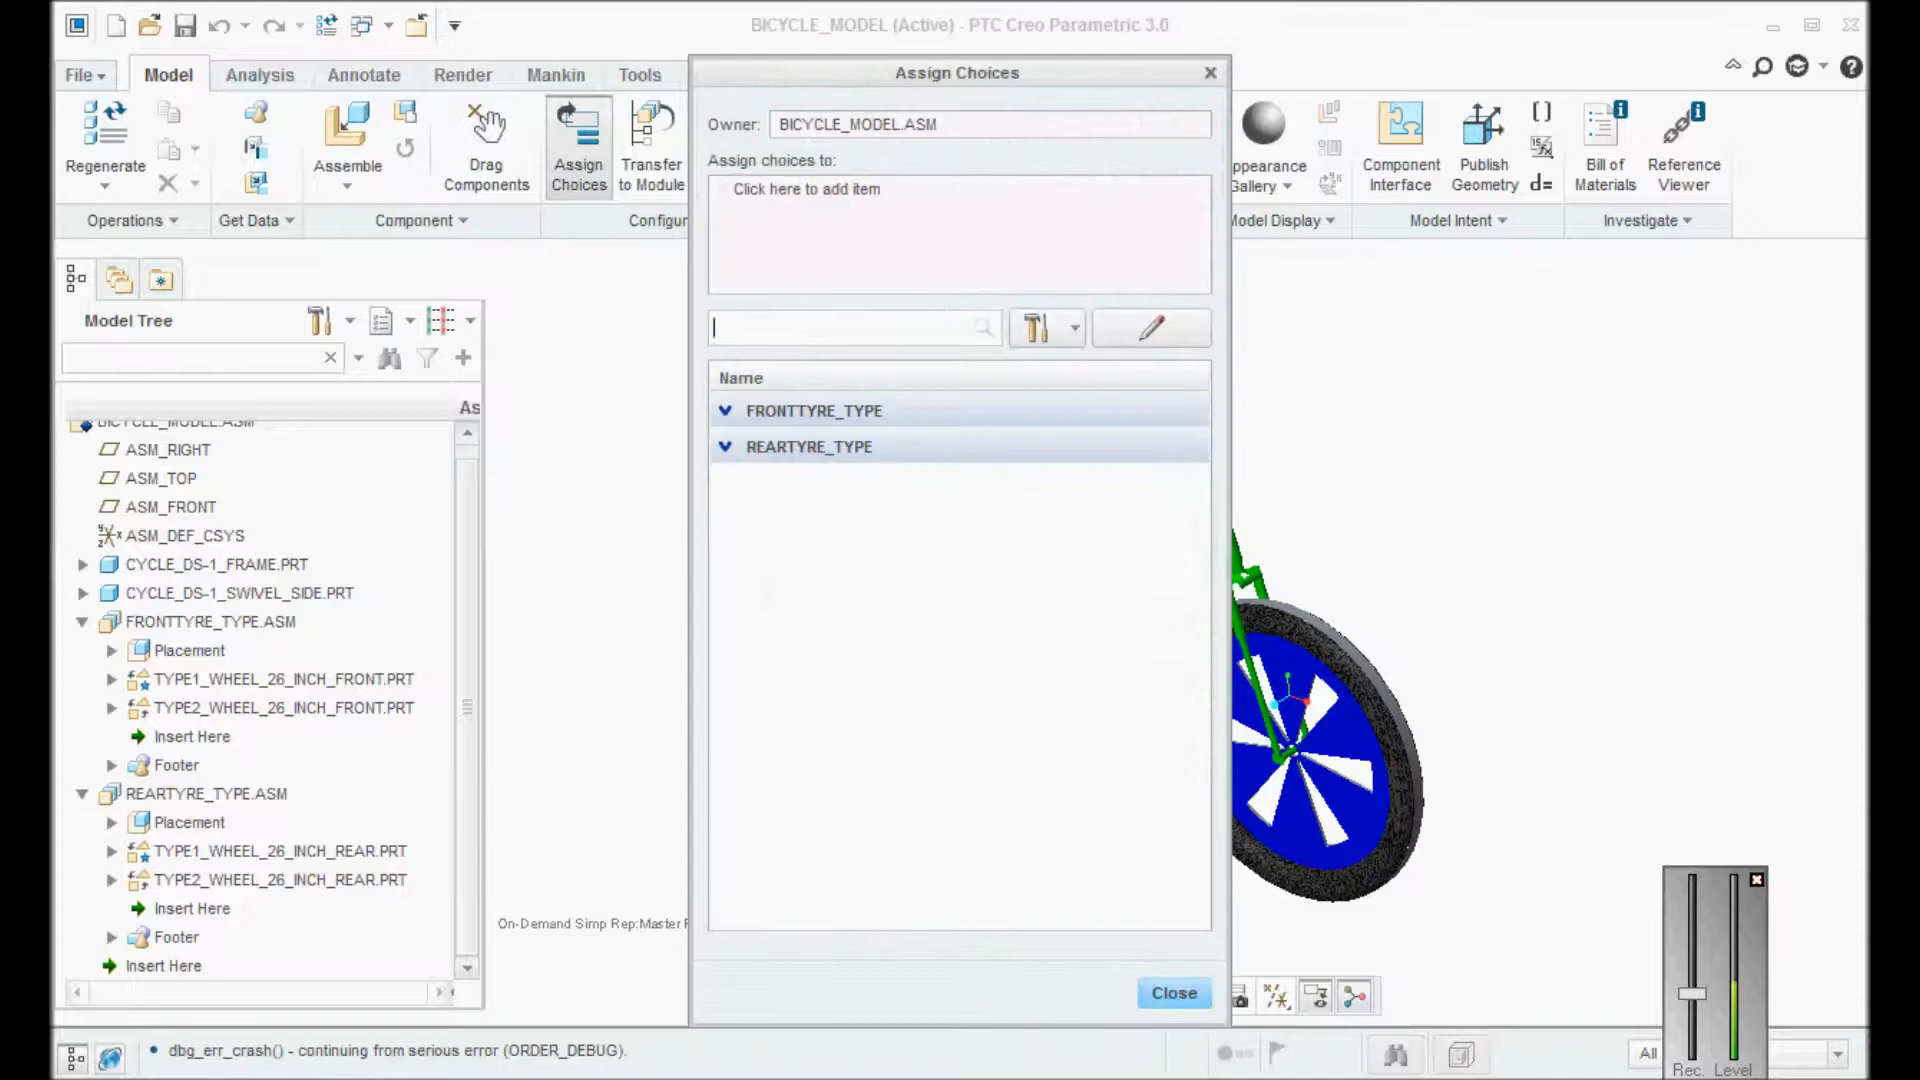 BICYCLE_MODEL (Active) - PTC Creo Parametric 3.0
File
Model
Analysis
Annotate
Render
Mankin
Tools
Regenerate
Assemble
Drag
Components
Assign
Choices
Transfer
to Module
ppearance
Gallery
Component
Interface
Publish
Geometry
d=
Bill of
Materials
Reference
Viewer
Operations
Get Data
Component
Configur
Model Display
Model Intent
Investigate
Assign Choices
Owner: BICYCLE_MODEL.ASM
Assign choices to:
Click here to add item
Name
FRONTTYRE_TYPE
REARTYRE_TYPE
Close
Model Tree
As
BICYCLE_MODEL.ASM
ASM_RIGHT
ASM_TOP
ASM_FRONT
ASM_DEF_CSYS
CYCLE_DS-1_FRAME.PRT
CYCLE_DS-1_SWIVEL_SIDE.PRT
FRONTTYRE_TYPE.ASM
Placement
TYPE1_WHEEL_26_INCH_FRONT.PRT
TYPE2_WHEEL_26_INCH_FRONT.PRT
Insert Here
Footer
REARTYRE_TYPE.ASM
Placement
TYPE1_WHEEL_26_INCH_REAR.PRT
TYPE2_WHEEL_26_INCH_REAR.PRT
Insert Here
Footer
Insert Here
On-Demand Simp Rep:Master
dbg_err_crash() - continuing from serious error (ORDER_DEBUG).
All
Rec. Level